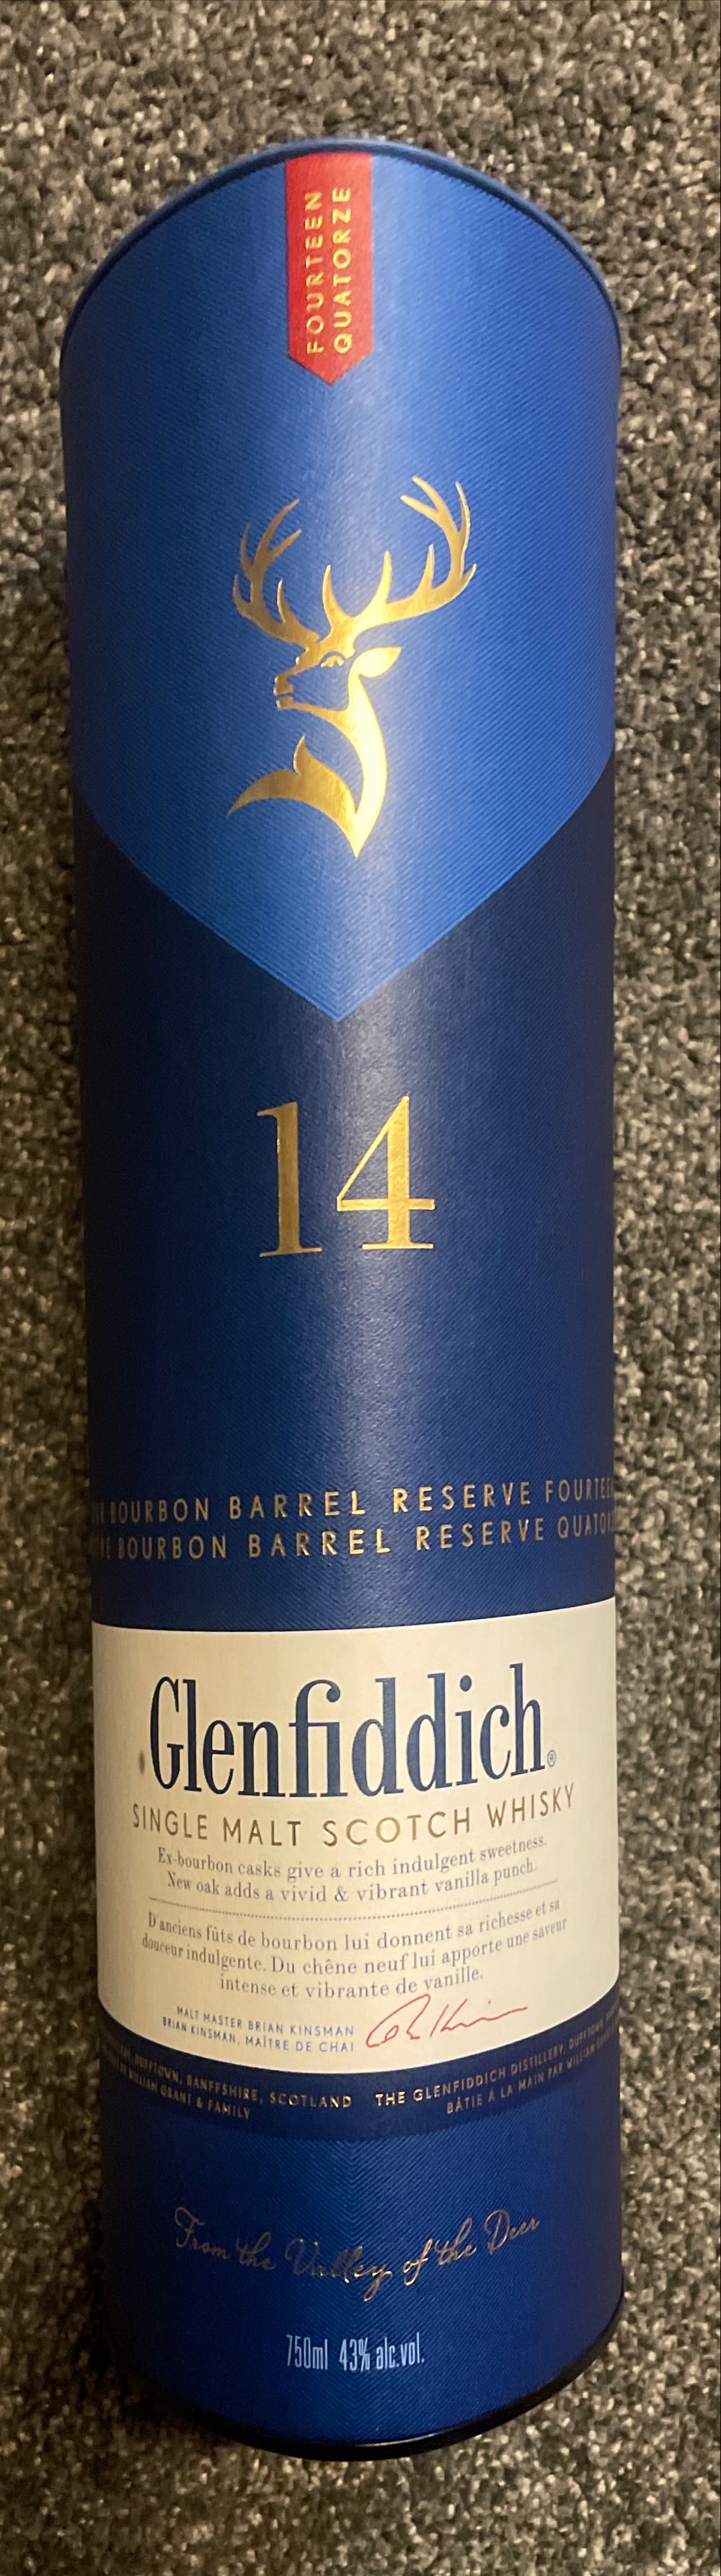 FOURTEEN
QUATORZE
14
BOURBON BARREL RESERVE FOURTEEN
BOURBON BARREL RESERVE
Glenfiddich®
SINGLE MALT SCOTCH WHISKY
Ex-bourbon casks give a rich indulgent sweetness.
New oak adds a vivid & vibrant vanilla punch.
D'anciens fûts de bourbon lui donnent sa richesse et sa
douceur indulgente. Du chêne neuf lui apporte une saveur
intense et vibrante de vanille.
MALT MASTER BRIAN KINSMAN
BRIAN KINSMAN, MAÎTRE DE CHAI
DUFFTOWN, BANFFSHIRE, SCOTLAND THE GLENFIDDICH DISTILLERY, DUFFTOWN,
WILLIAM GRANT & FAMILY BÂTIE À LA MAIN PAR WILLIAM
From the Valley of the Deer
750ml 43% alc.vol.